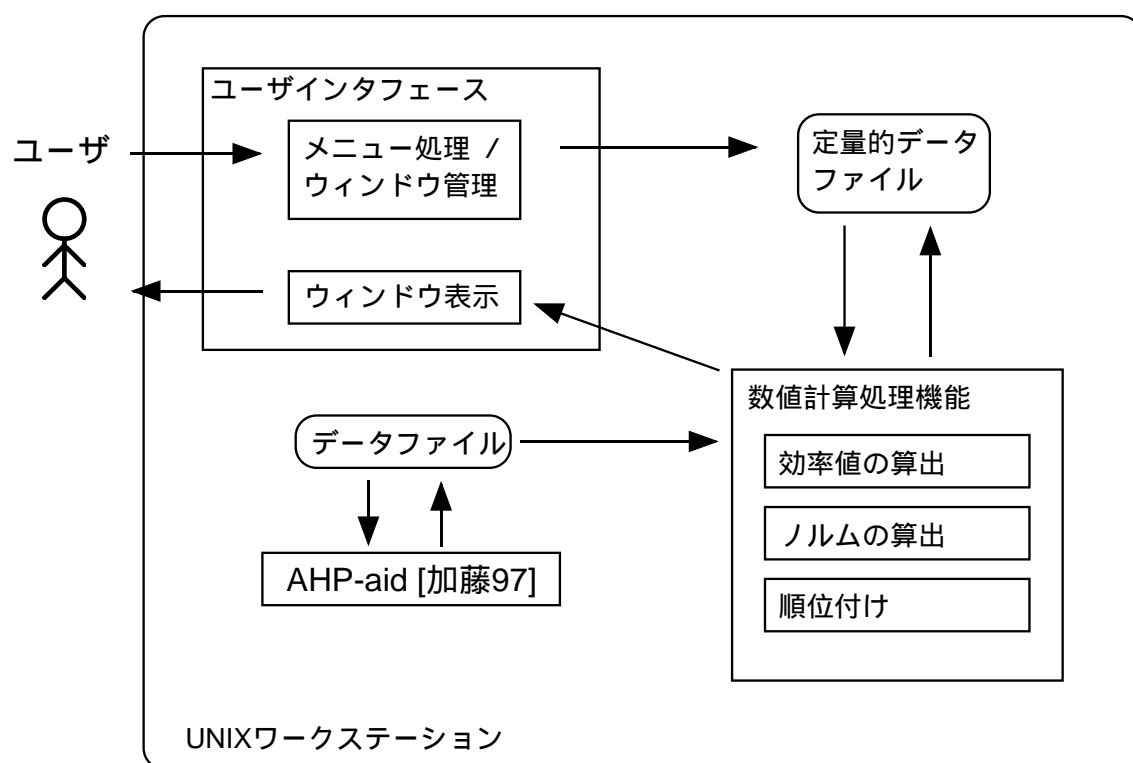 ユーザ
ユーザインタフェース
メニュー処理 /
ウィンドウ管理
ウィンドウ表示
定量的データ
ファイル
データファイル
AHP-aid [加藤97]
数値計算処理機能
効率値の算出
ノルムの算出
順位付け
UNIXワークステーション